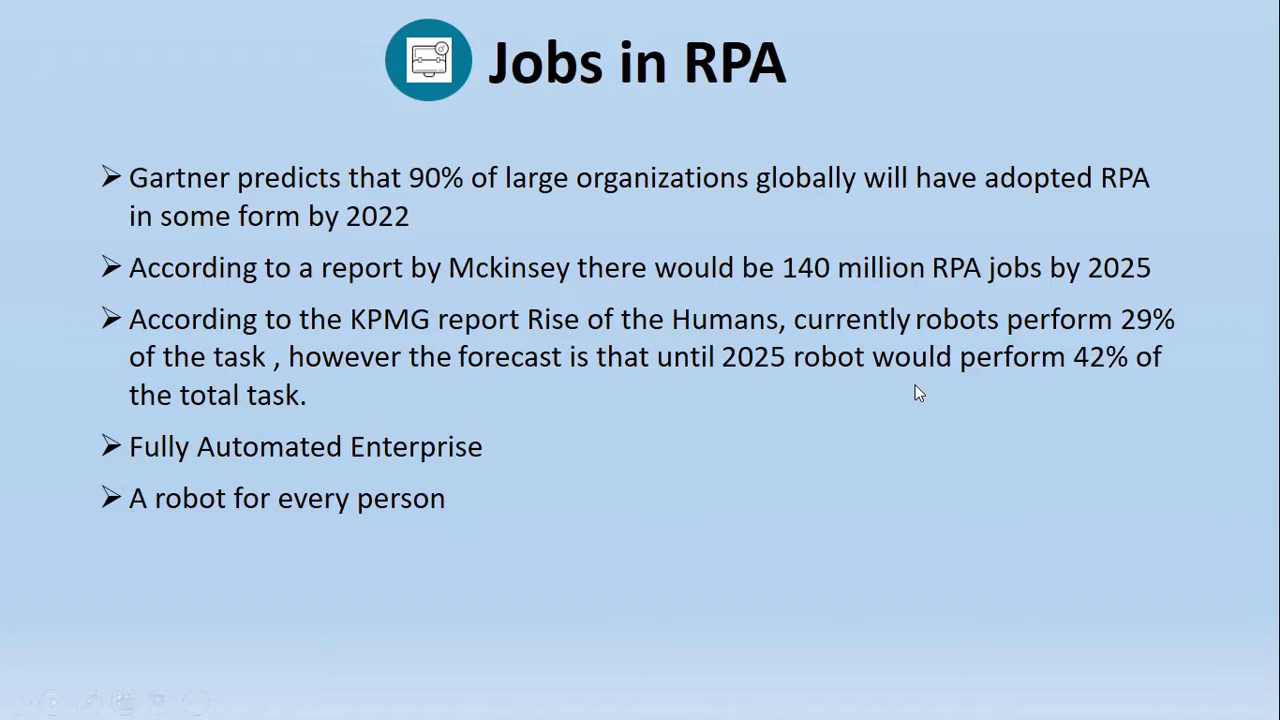 Jobs in RPA
Gartner predicts that 90% of large organizations globally will have adopted RPA
in some form by 2022
According to a report by Mckinsey there would be 140 million RPA jobs by 2025
According to the KPMG report Rise of the Humans, currently robots perform 29%
of the task , however the forecast is that until 2025 robot would perform 42% of
the total task.
Fully Automated Enterprise
A robot for every person